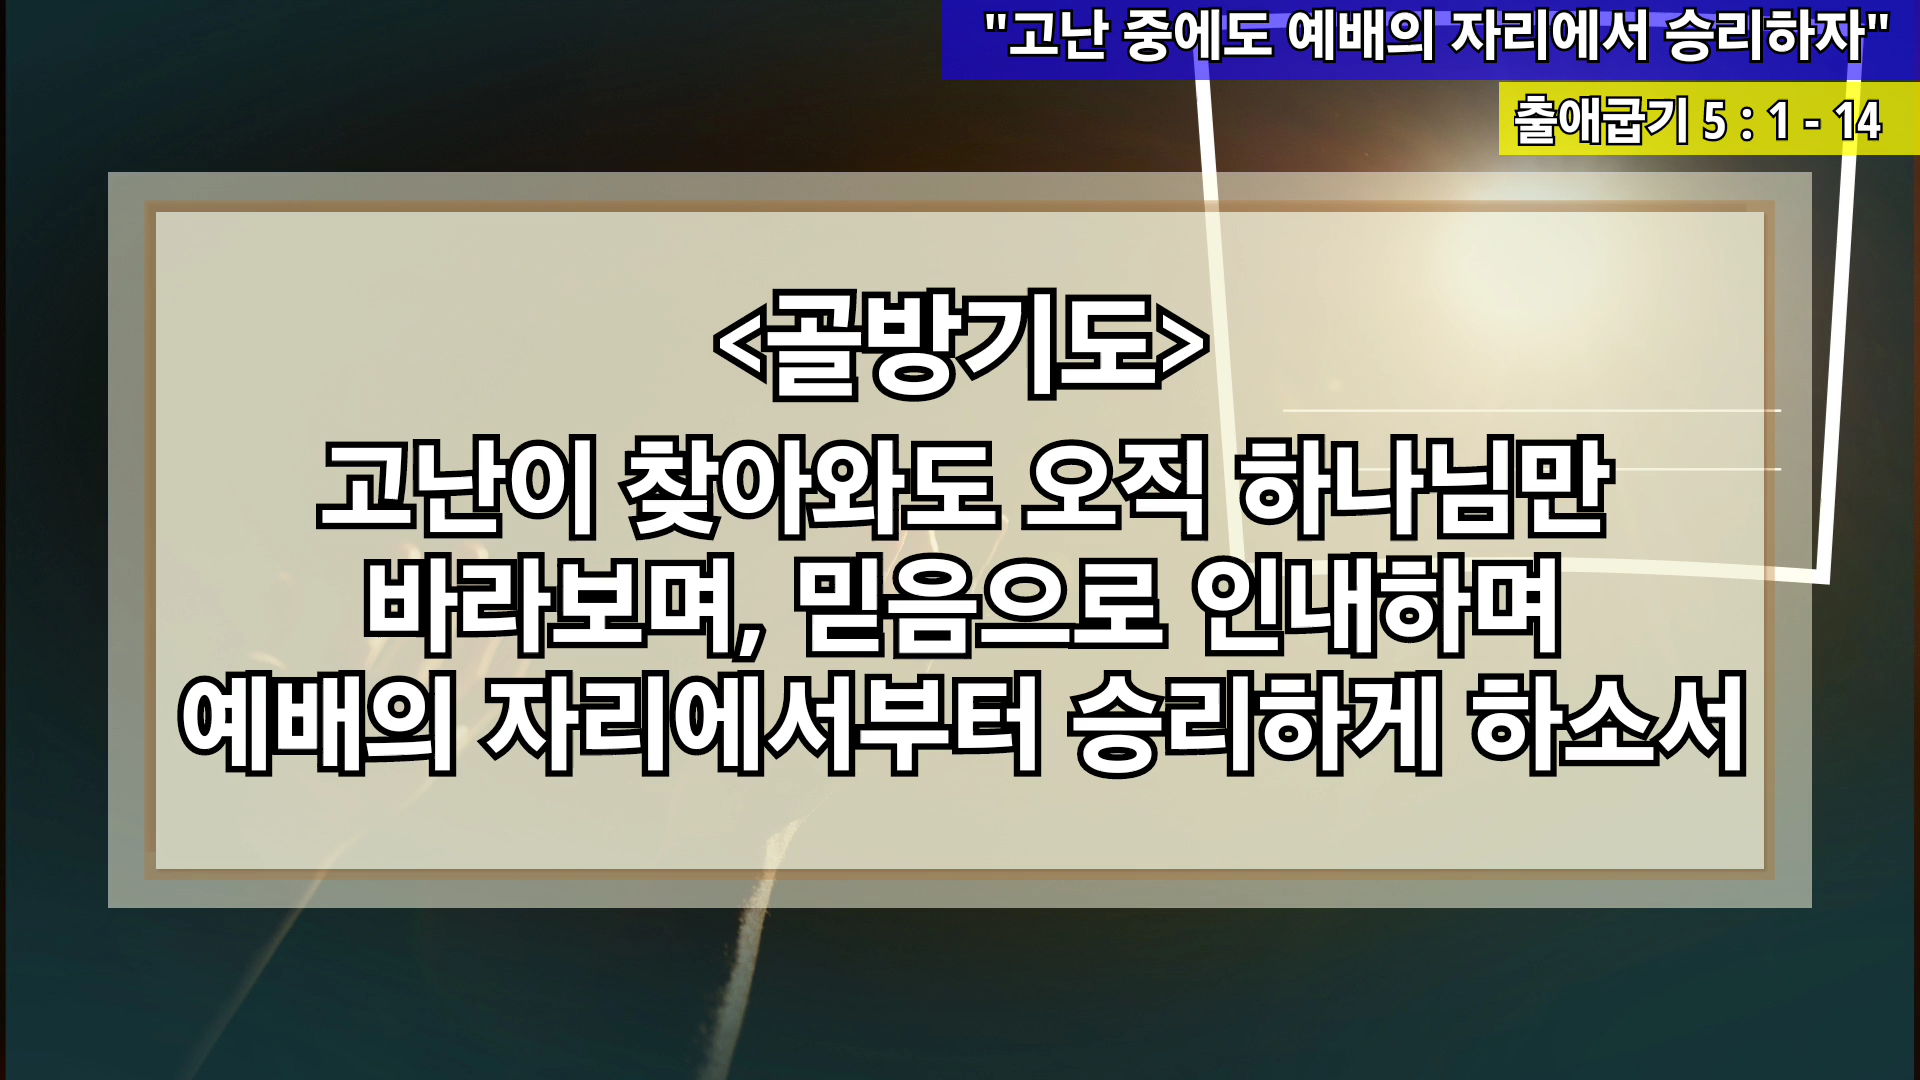 "고난 중에도 예배의 자리에서 승리하자"
출애굽기 5 : 1 - 14
<골방기도>
고난이 찾아와도 오직 하나님만
바라보며, 믿음으로 인내하며
예배의 자리에서부터 승리하게 하소서